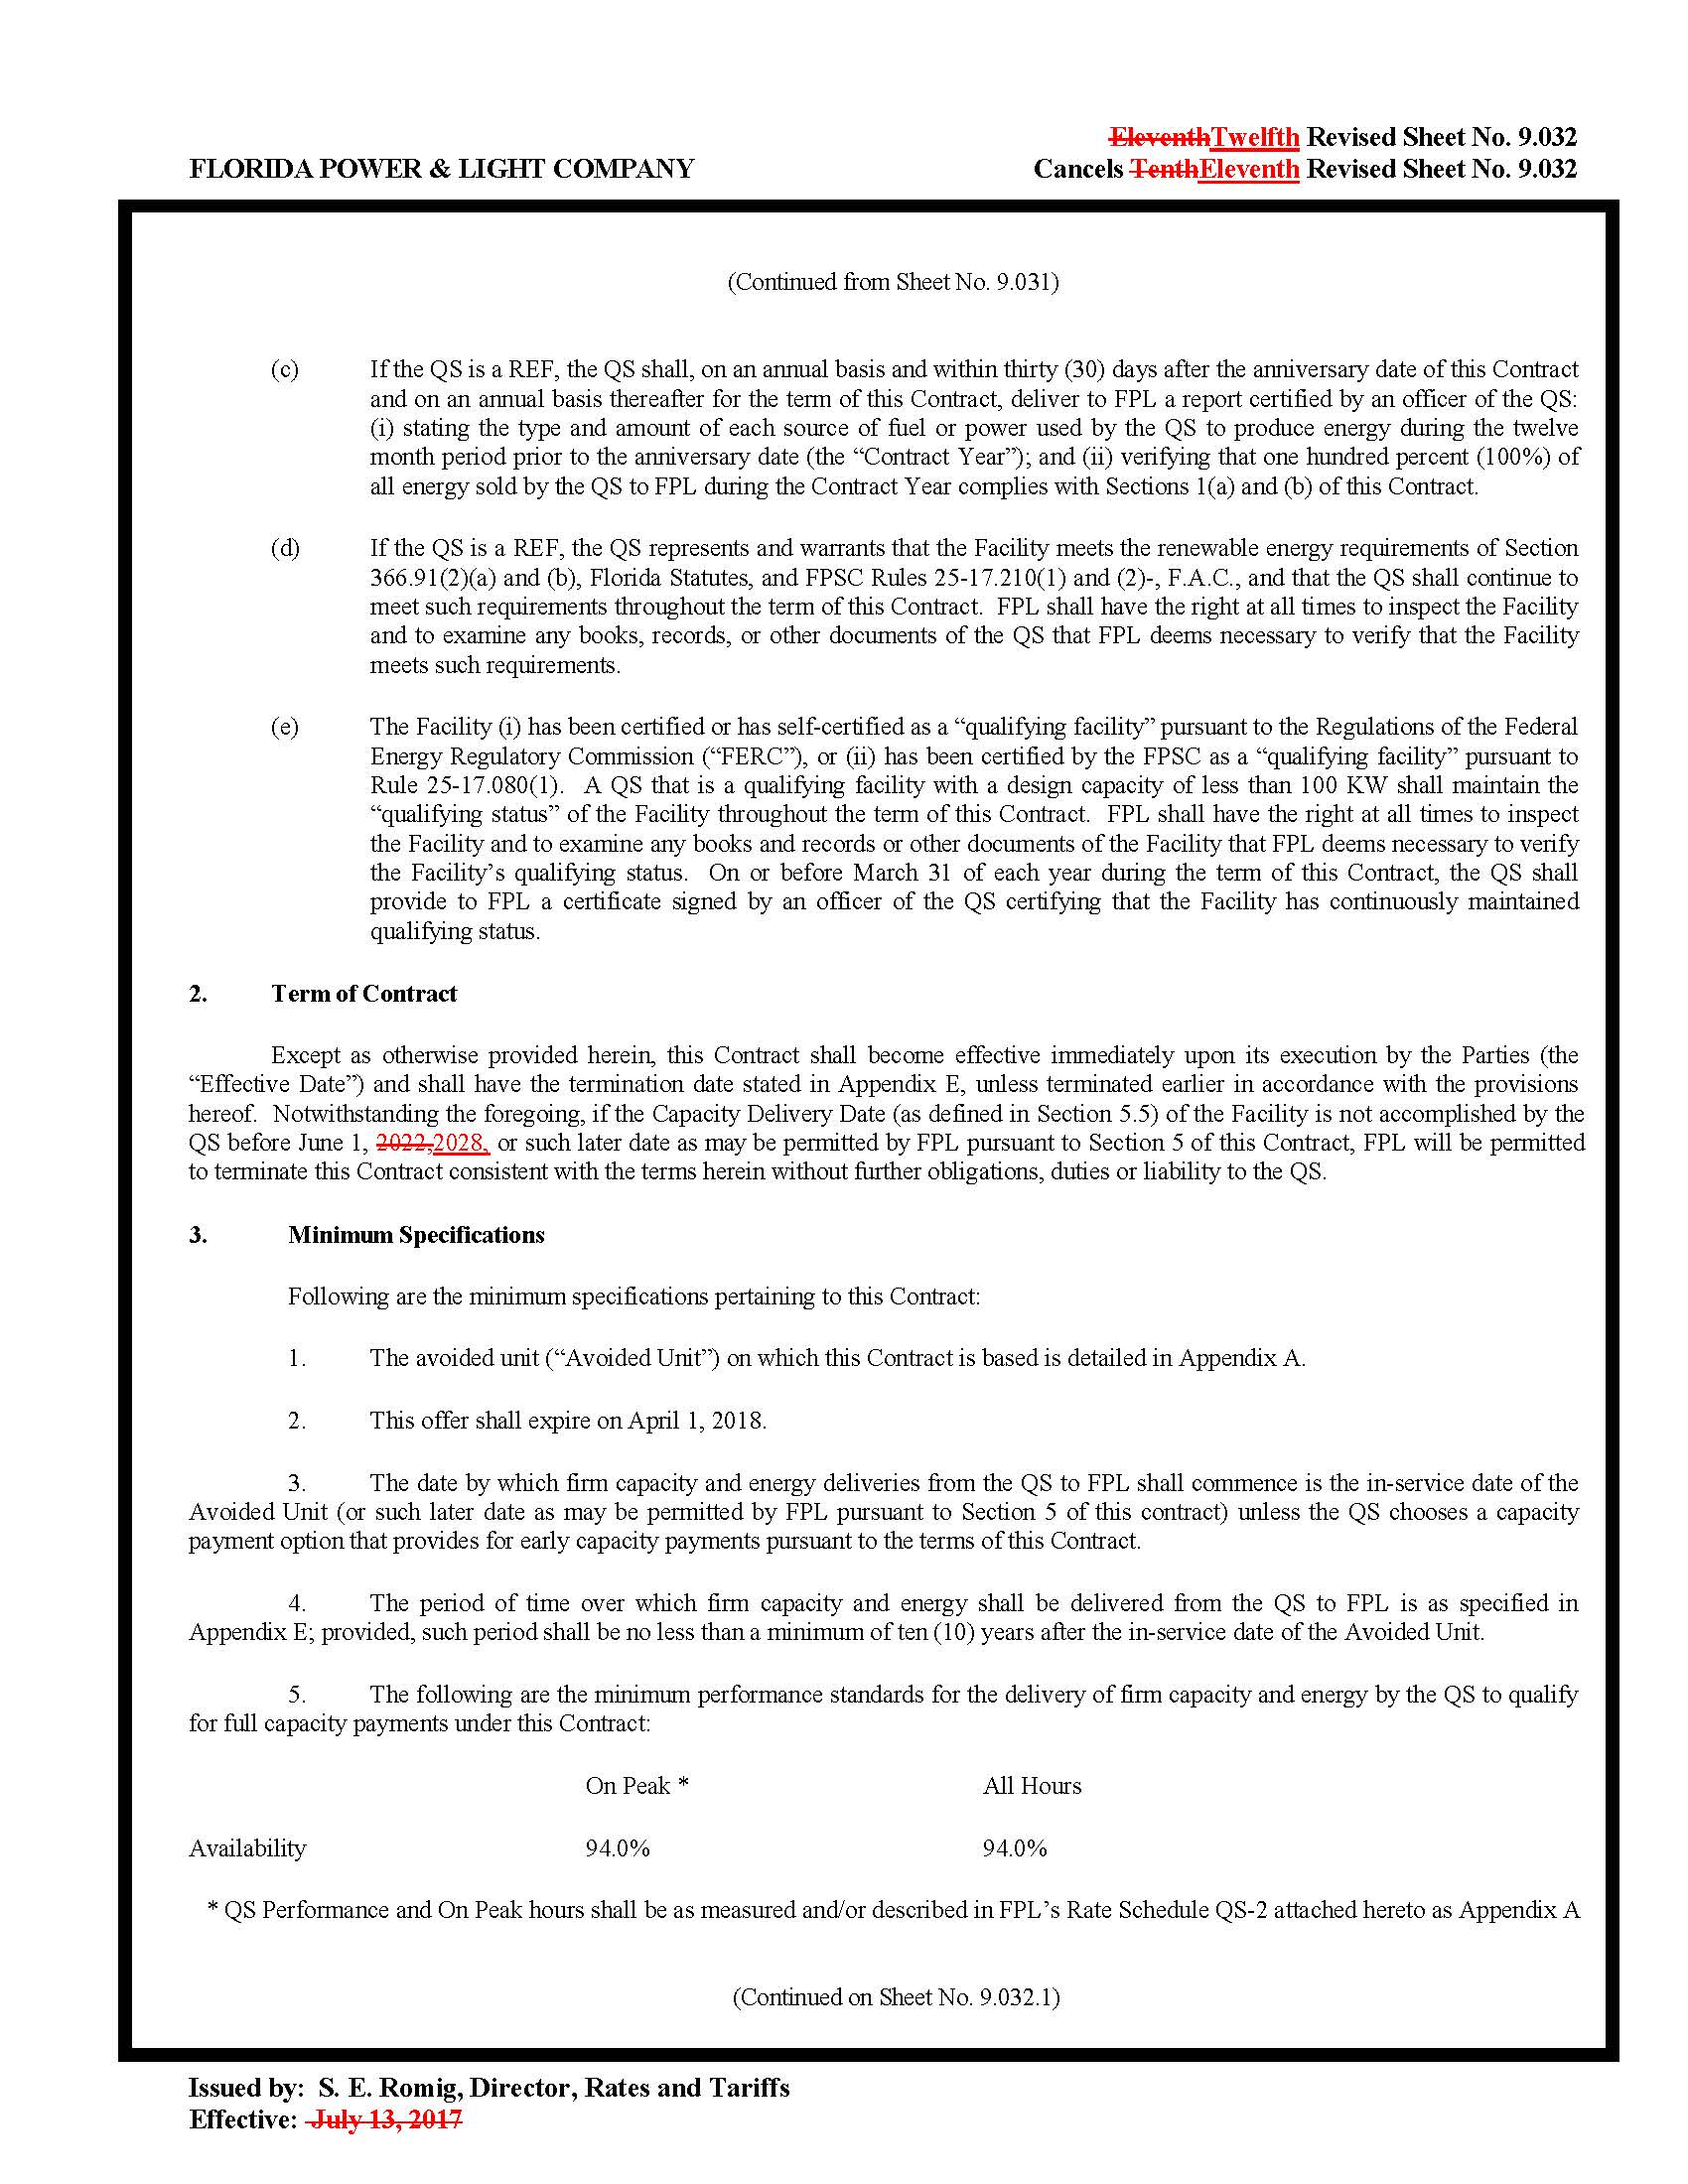 EleventhTwelfth Revised Sheet No. 9.032
FLORIDA POWER & LIGHT COMPANY Cancels TenthEleventh Revised Sheet No. 9.032
(Continued from Sheet No. 9.031)
(c) If the QS is a REF, the QS shall, on an annual basis and within thirty (30) days after the anniversary date of this Contract
and on an annual basis thereafter for the term of this Contract, deliver to FPL a report certified by an officer of the QS:
(i) stating the type and amount of each source of fuel or power used by the QS to produce energy during the twelve
month period prior to the anniversary date (the “Contract Year”); and (ii) verifying that one hundred percent (100%) of
all energy sold by the QS to FPL during the Contract Year complies with Sections 1(a) and (b) of this Contract.
(d) If the QS is a REF, the QS represents and warrants that the Facility meets the renewable energy requirements of Section
366.91(2)(a) and (b), Florida Statutes, and FPSC Rules 25-17.210(1) and (2)-, F.A.C., and that the QS shall continue to
meet such requirements throughout the term of this Contract. FPL shall have the right at all times to inspect the Facility
and to examine any books, records, or other documents of the QS that FPL deems necessary to verify that the Facility
meets such requirements.
(e) The Facility (i) has been certified or has self-certified as a “qualifying facility” pursuant to the Regulations of the Federal
Energy Regulatory Commission (“FERC”), or (ii) has been certified by the FPSC as a “qualifying facility” pursuant to
Rule 25-17.080(1). A QS that is a qualifying facility with a design capacity of less than 100 KW shall maintain the
“qualifying status” of the Facility throughout the term of this Contract. FPL shall have the right at all times to inspect
the Facility and to examine any books and records or other documents of the Facility that FPL deems necessary to verify
the Facility’s qualifying status. On or before March 31 of each year during the term of this Contract, the QS shall
provide to FPL a certificate signed by an officer of the QS certifying that the Facility has continuously maintained
qualifying status.
2. Term of Contract
Except as otherwise provided herein, this Contract shall become effective immediately upon its execution by the Parties (the
“Effective Date”) and shall have the termination date stated in Appendix E, unless terminated earlier in accordance with the provisions
hereof. Notwithstanding the foregoing, if the Capacity Delivery Date (as defined in Section 5.5) of the Facility is not accomplished by the
QS before June 1, 2022,2028, or such later date as may be permitted by FPL pursuant to Section 5 of this Contract, FPL will be permitted
to terminate this Contract consistent with the terms herein without further obligations, duties or liability to the QS.
3. Minimum Specifications
Following are the minimum specifications pertaining to this Contract:
1. The avoided unit (“Avoided Unit”) on which this Contract is based is detailed in Appendix A.
2. This offer shall expire on April 1, 2018.
3. The date by which firm capacity and energy deliveries from the QS to FPL shall commence is the in-service date of the
Avoided Unit (or such later date as may be permitted by FPL pursuant to Section 5 of this contract) unless the QS chooses a capacity
payment option that provides for early capacity payments pursuant to the terms of this Contract.
4. The period of time over which firm capacity and energy shall be delivered from the QS to FPL is as specified in
Appendix E; provided, such period shall be no less than a minimum of ten (10) years after the in-service date of the Avoided Unit.
5. The following are the minimum performance standards for the delivery of firm capacity and energy by the QS to qualify
for full capacity payments under this Contract:
On Peak * All Hours
Availability 94.0% 94.0%
* QS Performance and On Peak hours shall be as measured and/or described in FPL’s Rate Schedule QS-2 attached hereto as Appendix A
(Continued on Sheet No. 9.032.1)
Issued by: S. E. Romig, Director, Rates and Tariffs
Effective: July 13, 2017